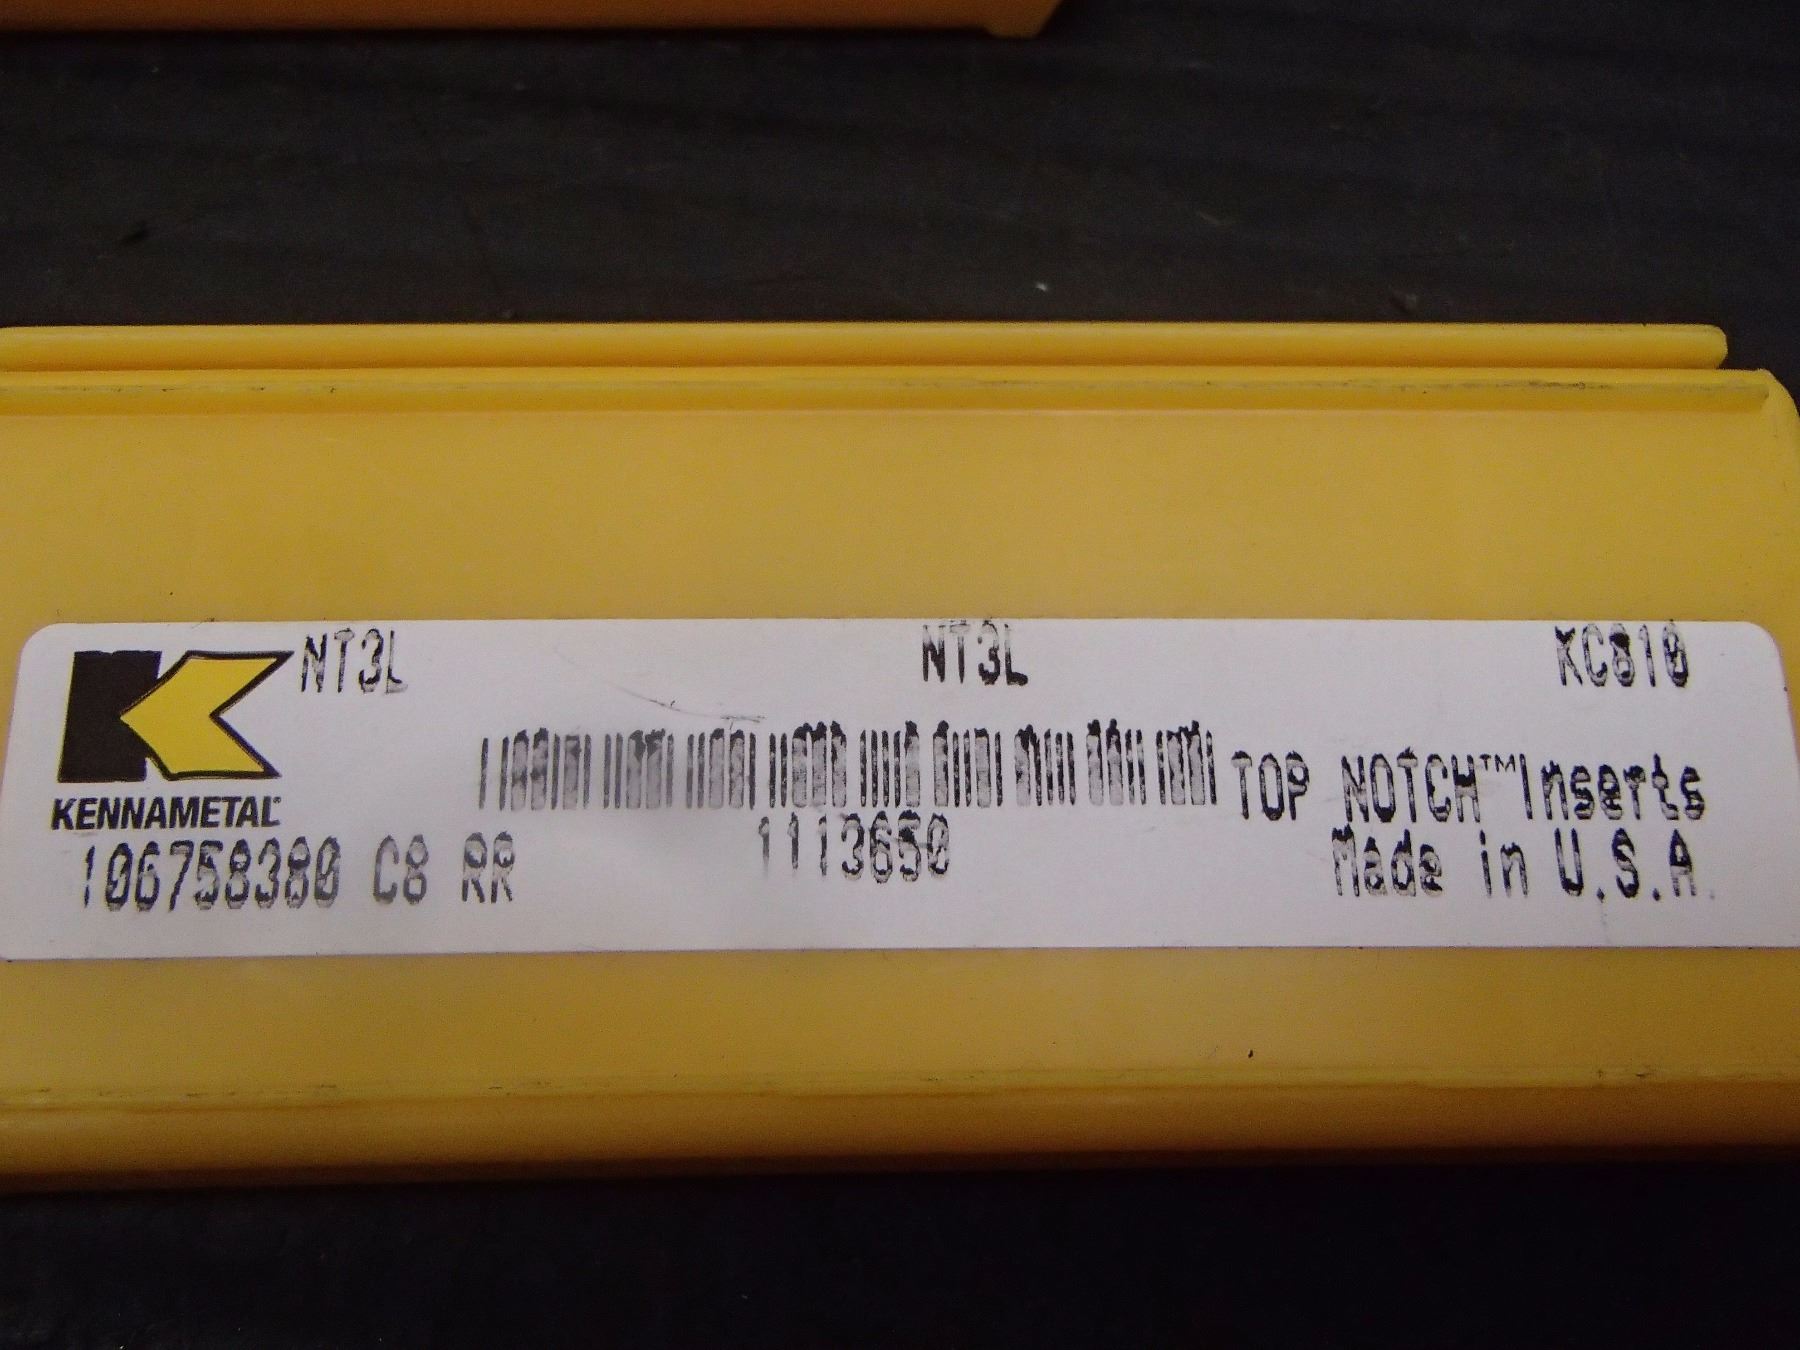 NT3L NT3L KC810
KENNAMETAL
TOP NOTCH™ Inserts
106758380 C8 RR 1113650 Made in U.S.A.